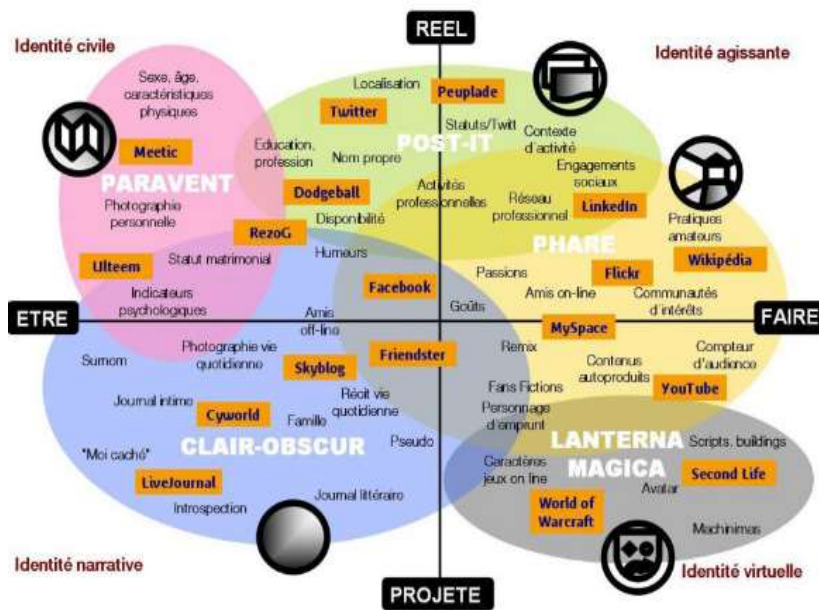 REEL
Identité civile
Identité agissante
Sexe, âge,
caractéristiques
physiques
Localisation
Peuplade
Twitter
Statuts/Twitt
Contexte
d'activité
POST-IT
Meetic
Education,
profession
Nom propre
Engagements
sociaux
PARAVENT
Dodgeball
Activités
professionnelles
Réseau
professionnel
LinkedIn
Photographie
personnelle
Disponibilité
RezoG
Pratiques
amateurs
PHARE
Humeurs
Wikipédia
Ulteem
Statut matrimonial
Passions
Flickr
Facebook
Indicateurs
psychologiques
Amis on-line
Communautés
d'intérêts
Goûts
ETRE
Amis
off-line
MySpace
FAIRE
Surnom
Photographie vie
quotidienne
Friendster
Remix
Compteur
d'audience
Skyblog
Contenus
autoproduits
YouTube
Journal intime
Récit vie
quotidienne
Fans Fictions
Cyworld
Famille
Personnage
d'emprunt
CLAIR-OBSCUR
Pseudo
LANTERNA
MAGICA
Scripts, buildings
"Moi caché"
Caractères
jeux on line
Second Life
LiveJournal
Avatar
Introspection
Journal littéraire
World of
Warcraft
Machinimas
Identité narrative
Identité virtuelle
PROJETE